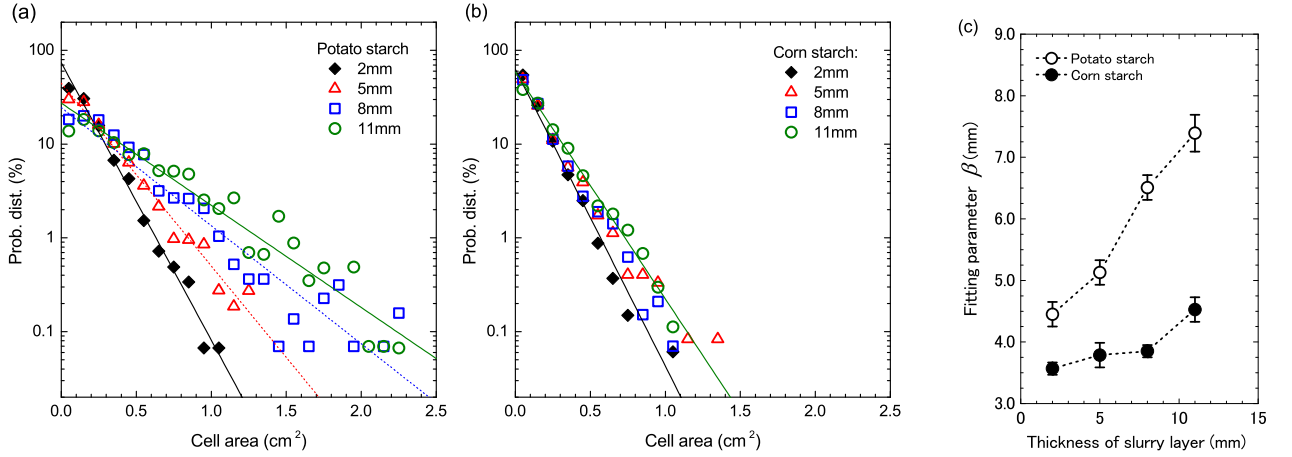 (a)
Prob. dist. (%)
100
10
1
0.1
Potato starch
2mm
5mm
8mm
11mm
0.0 0.5 1.0 1.5 2.0 2.5
Cell area (cm²)
(b)
Prob. dist. (%)
100
10
1
0.1
Corn starch:
2mm
5mm
8mm
11mm
0.0 0.5 1.0 1.5 2.0 2.5
Cell area (cm²)
(c)
Fitting parameter β (mm)
9.0
8.0
7.0
6.0
5.0
4.0
3.0
Potato starch
Corn starch
0 5 10 15
Thickness of slurry layer (mm)